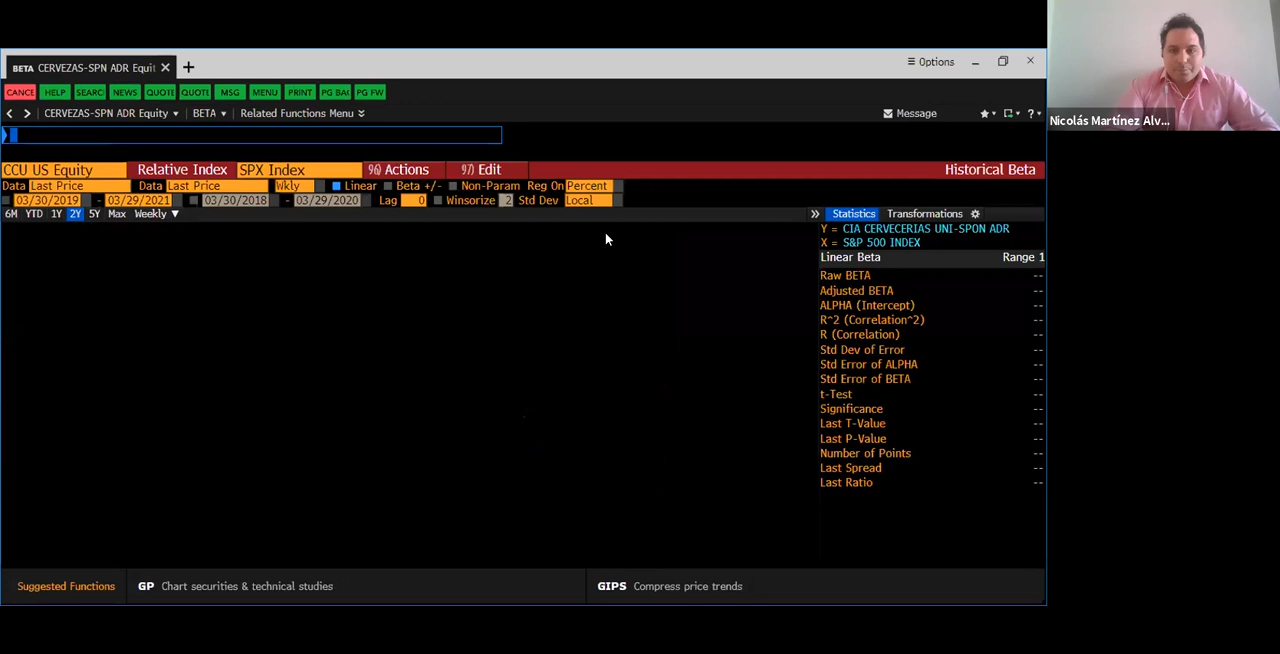 BETA CERVEZAS-SPN ADR Equit ✕ +
≡ Options
CANCE HELP SEARC NEWS QUOTE QUOTE MSG MENU PRINT PG BAC PG FW
CERVEZAS-SPN ADR Equity ▾ BETA ▾ Related Functions Menu
Message
CCU US Equity Relative Index SPX Index 96) Actions 97) Edit Historical Beta
Data Last Price Data Last Price Wkly Linear Beta +/- Non-Param Reg On Percent
03/30/2019 - 03/29/2021 03/30/2018 - 03/29/2020 Lag 0 Winsorize 2 Std Dev Local
6M YTD 1Y 2Y 5Y Max Weekly ▼ » Statistics Transformations
Y = CIA CERVECERIAS UNI-SPON ADR
X = S&P 500 INDEX
Linear Beta Range 1
Raw BETA --
Adjusted BETA --
ALPHA (Intercept) --
R^2 (Correlation^2) --
R (Correlation) --
Std Dev of Error --
Std Error of ALPHA --
Std Error of BETA --
t-Test --
Significance --
Last T-Value --
Last P-Value --
Number of Points --
Last Spread --
Last Ratio --
Suggested Functions GP Chart securities & technical studies GIPS Compress price trends
Nicolás Martínez Alv...